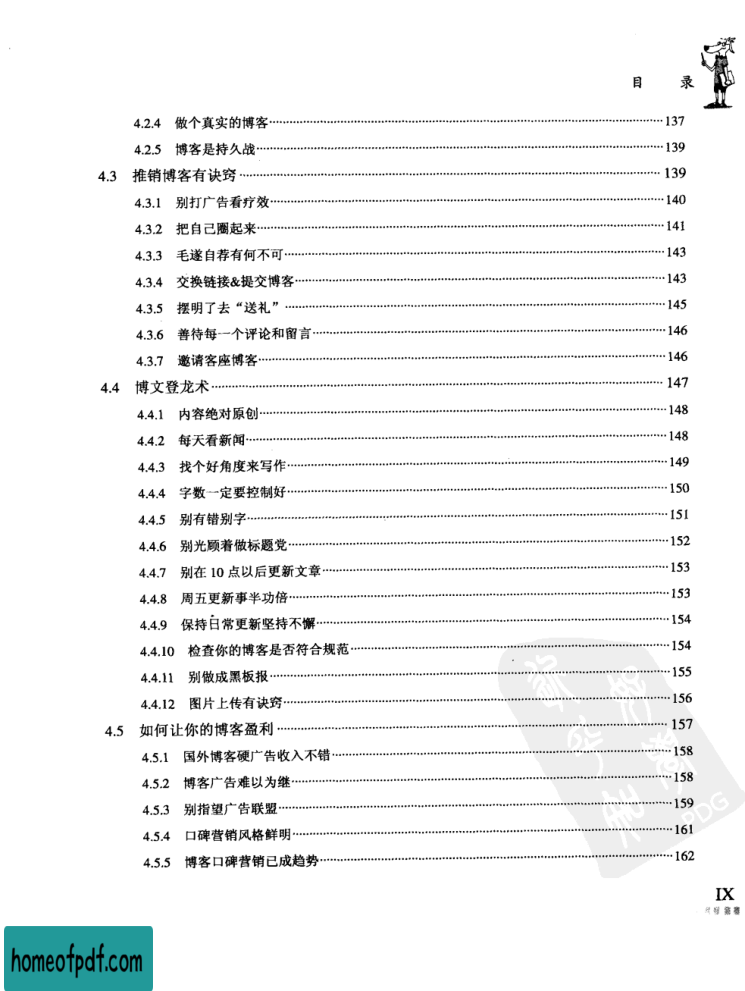 目 录
4.2.4 做个真实的博客……137
4.2.5 博客是持久战……139
4.3 推销博客有诀窍……139
4.3.1 别打广告看疗效……140
4.3.2 把自己圈起来……141
4.3.3 毛遂自荐有何不可……143
4.3.4 交换链接&提交博客……143
4.3.5 摆明了去“送礼”……145
4.3.6 善待每一个评论和留言……146
4.3.7 邀请客座博客……146
4.4 博文登龙术……147
4.4.1 内容绝对原创……148
4.4.2 每天看新闻……148
4.4.3 找个好角度来写作……149
4.4.4 字数一定要控制好……150
4.4.5 别有错别字……151
4.4.6 别光顾着做标题党……152
4.4.7 别在 10 点以后更新文章……153
4.4.8 周五更新事半功倍……153
4.4.9 保持日常更新坚持不懈……154
4.4.10 检查你的博客是否符合规范……154
4.4.11 别做成黑板报……155
4.4.12 图片上传有诀窍……156
4.5 如何让你的博客盈利……157
4.5.1 国外博客硬广告收入不错……158
4.5.2 博客广告难以为继……158
4.5.3 别指望广告联盟……159
4.5.4 口碑营销风格鲜明……161
4.5.5 博客口碑营销已成趋势……162
PDG
IX
homeofpdf.com